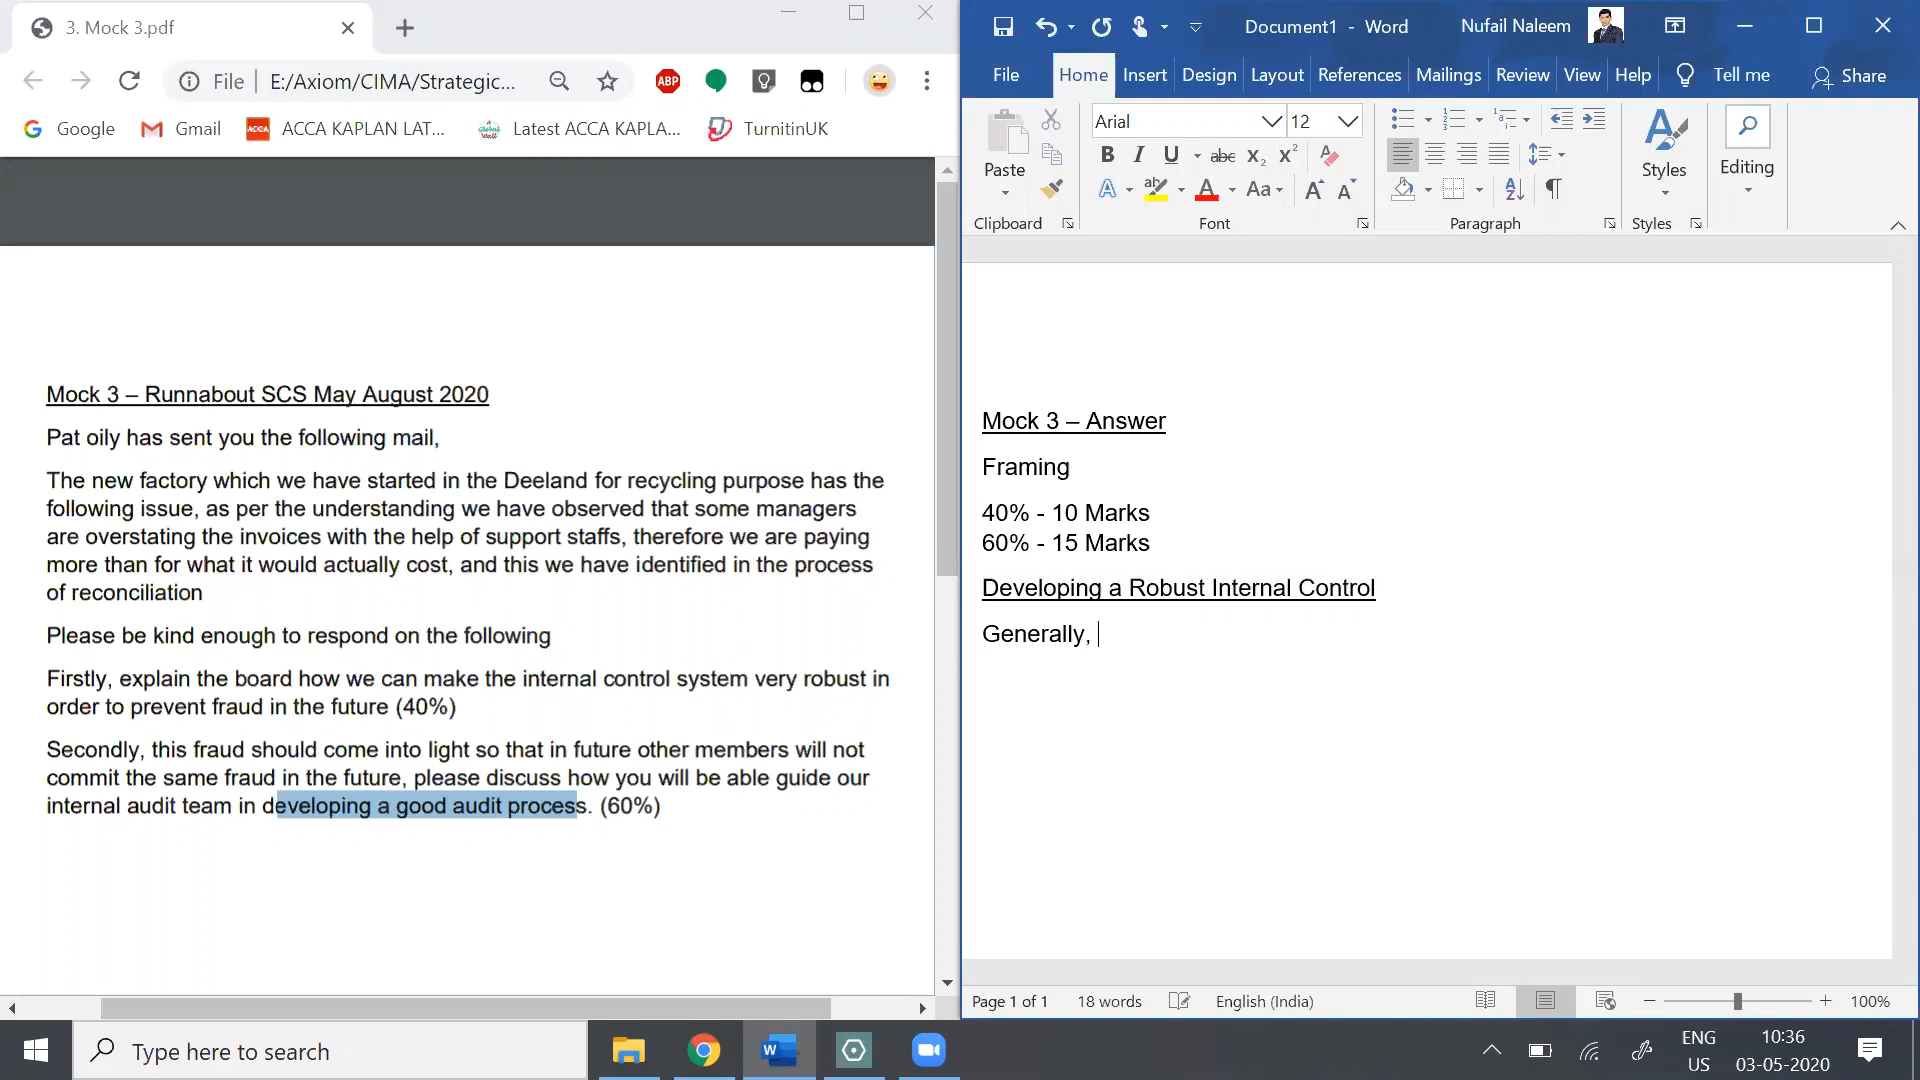 3. Mock 3.pdf
File
E:/Axiom/CIMA/Strategic...
ABP
Google
Gmail
ACCA
ACCA KAPLAN LAT...
Latest ACCA KAPLA...
TurnitinUK
Mock 3 – Runnabout SCS May August 2020
Pat oily has sent you the following mail,
The new factory which we have started in the Deeland for recycling purpose has the
following issue, as per the understanding we have observed that some managers
are overstating the invoices with the help of support staffs, therefore we are paying
more than for what it would actually cost, and this we have identified in the process
of reconciliation
Please be kind enough to respond on the following
Firstly, explain the board how we can make the internal control system very robust in
order to prevent fraud in the future (40%)
Secondly, this fraud should come into light so that in future other members will not
commit the same fraud in the future, please discuss how you will be able guide our
internal audit team in developing a good audit process. (60%)
Document1 - Word
Nufail Naleem
File Home Insert Design Layout References Mailings Review View Help Tell me Share
Arial 12
Paste
B I U abc X2 X2
A ab A Aa A A
Styles
Editing
Clipboard
Font
Paragraph
Styles
Mock 3 – Answer
Framing
40% - 10 Marks
60% - 15 Marks
Developing a Robust Internal Control
Generally,
Page 1 of 1 18 words English (India) 100%
Type here to search
ENG
US
10:36
03-05-2020